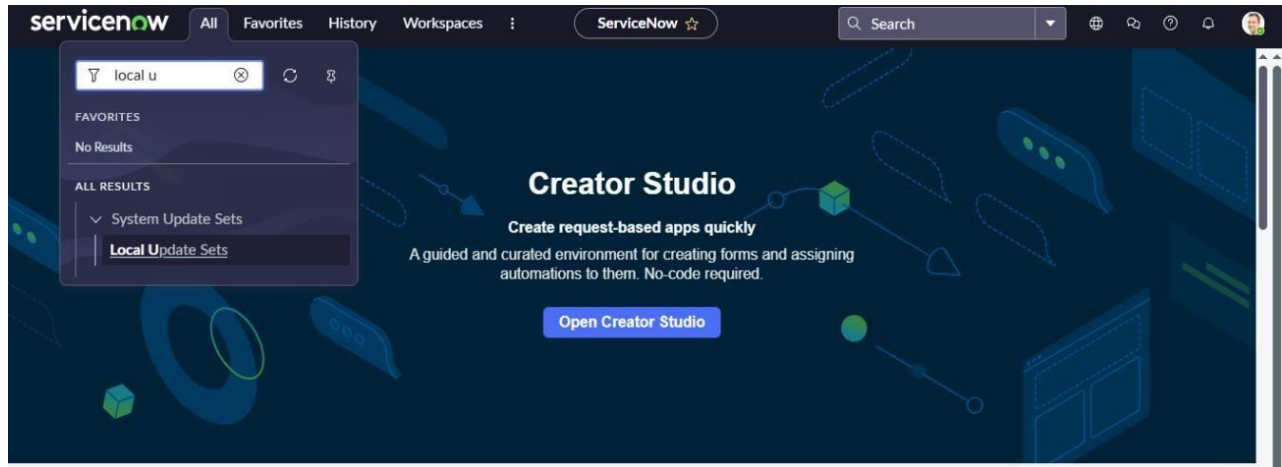 servicenow All Favorites History Workspaces ServiceNow Search
local u
FAVORITES
No Results
ALL RESULTS
System Update Sets
Local Update Sets
Creator Studio
Create request-based apps quickly
A guided and curated environment for creating forms and assigning
automations to them. No-code required.
Open Creator Studio